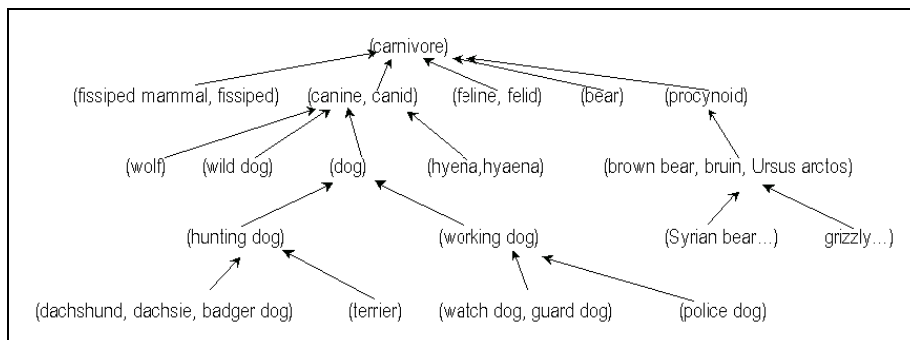 (carnivore)
(fissiped mammal, fissiped) (canine, canid) (feline, felid) (bear) (procynoid)
(wolf) (wild dog) (dog) (hyena,hyaena) (brown bear, bruin, Ursus arctos)
(hunting dog) (working dog) (Syrian bear...) grizzly...)
(dachshund, dachsie, badger dog) (terrier) (watch dog, guard dog) (police dog)